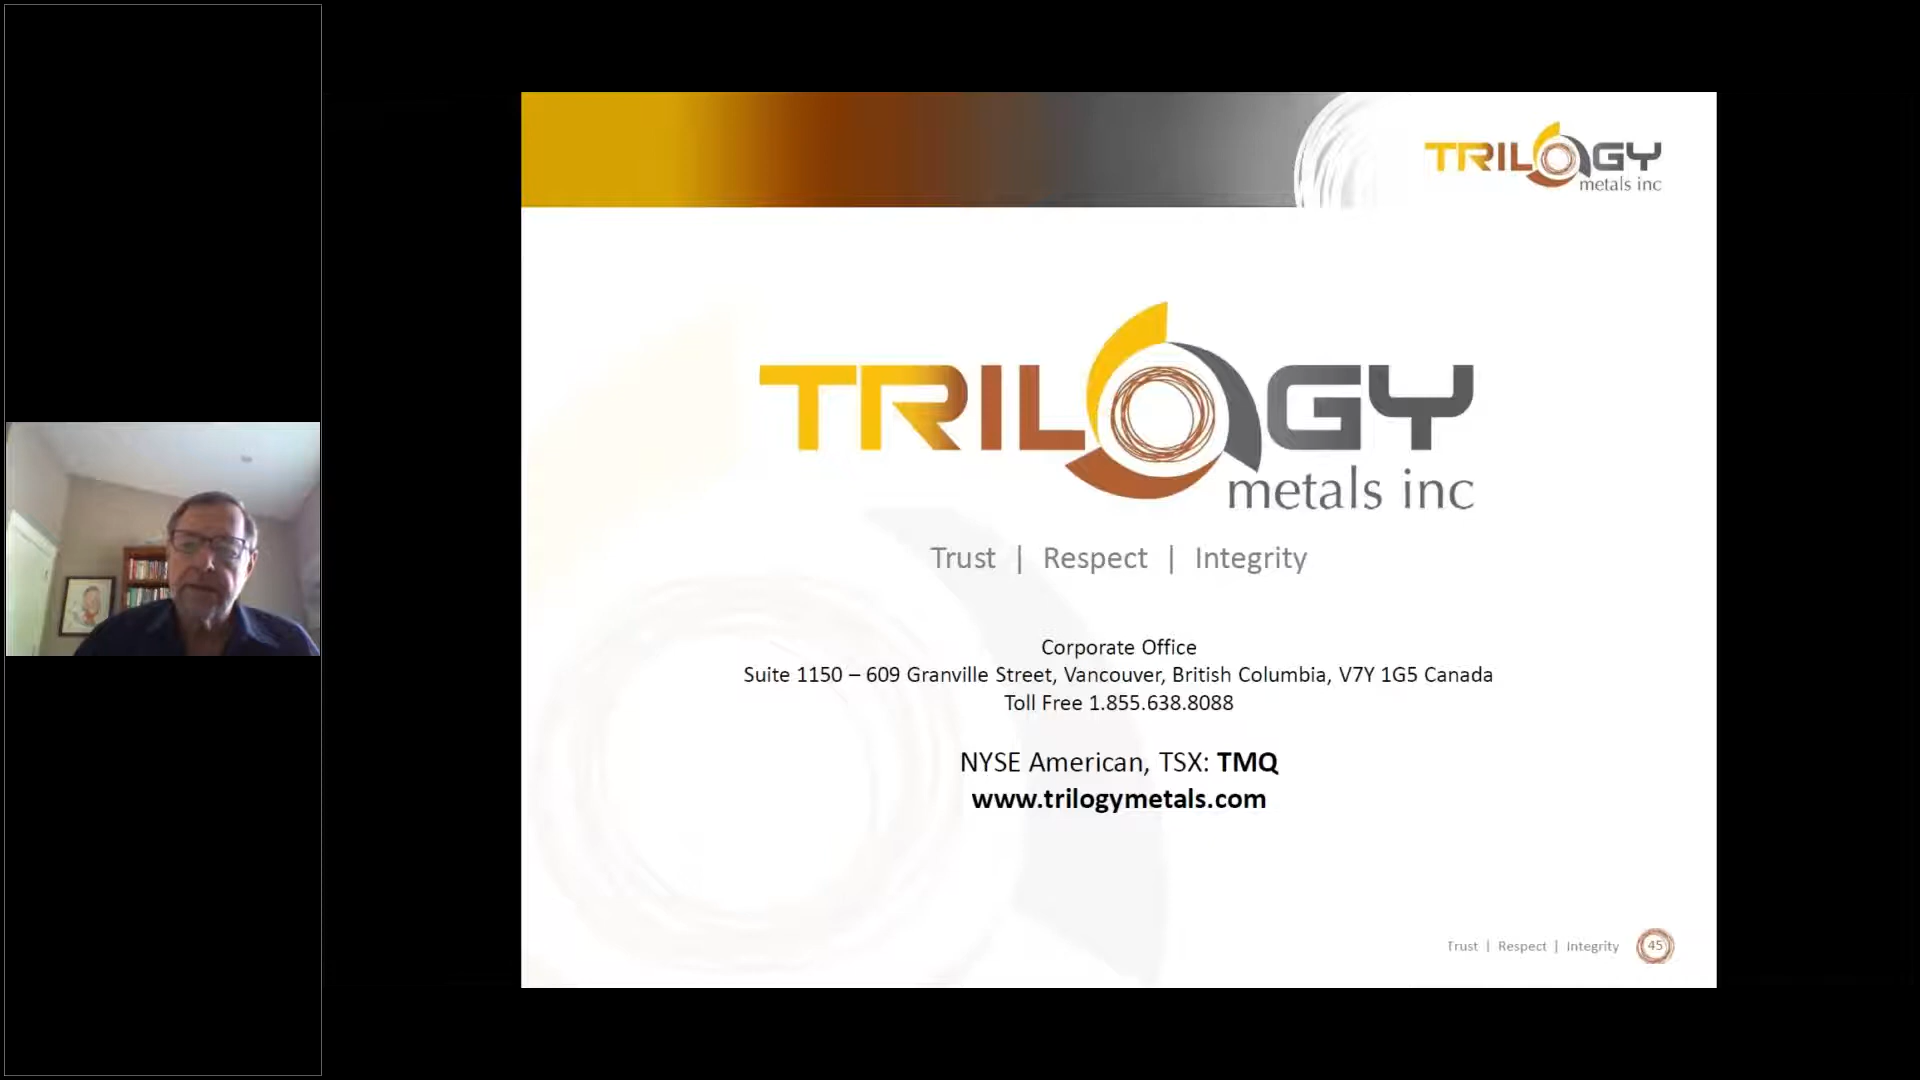 TRILOGY
metals inc
TRILOGY
metals inc
Trust | Respect | Integrity
Corporate Office
Suite 1150 – 609 Granville Street, Vancouver, British Columbia, V7Y 1G5 Canada
Toll Free 1.855.638.8088
NYSE American, TSX: TMQ
www.trilogymetals.com
Trust | Respect | Integrity 45